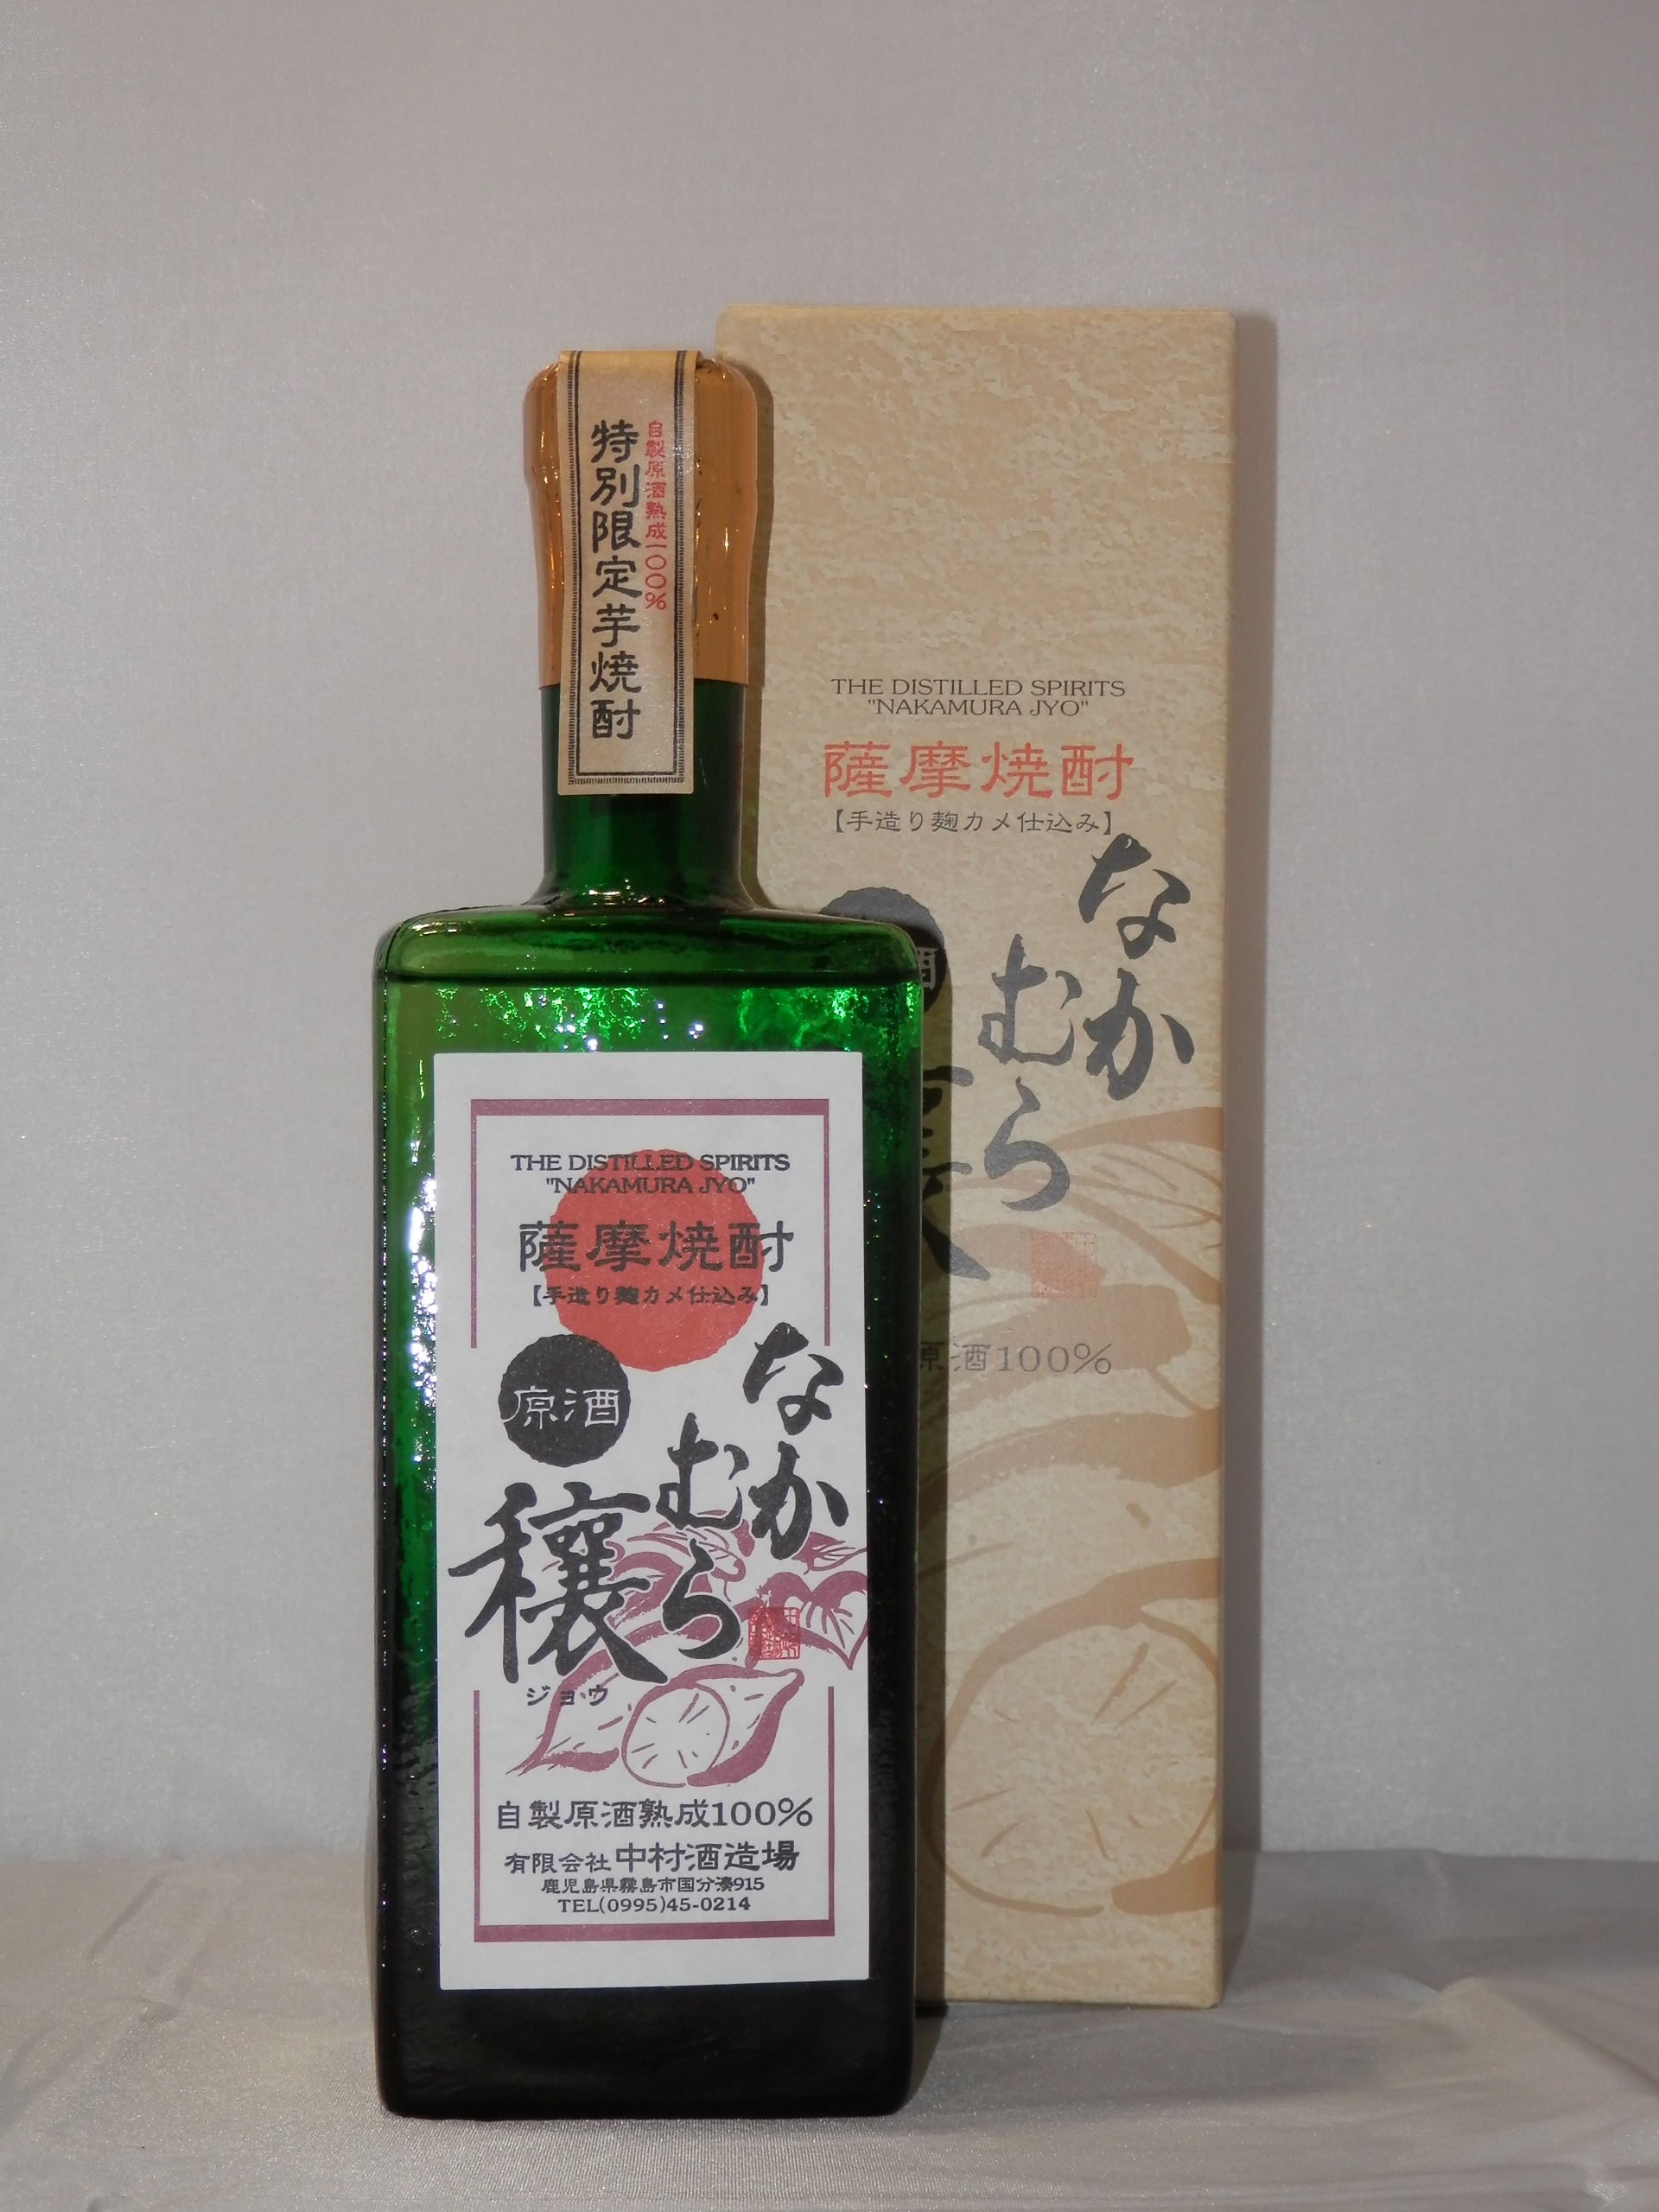 特別限定芋焼酎
自製原酒熟成一〇〇%
THE DISTILLED SPIRITS
"NAKAMURA JYO"
薩摩焼酎
【手造り麹カメ仕込み】
原酒
なかむら
穣
ジョウ
自製原酒熟成100%
有限会社中村酒造場
鹿児島県霧島市国分湊915
TEL(0995)45-0214
THE DISTILLED SPIRITS
"NAKAMURA JYO"
薩摩焼酎
【手造り麹カメ仕込み】
なかむら
酒
原酒100%